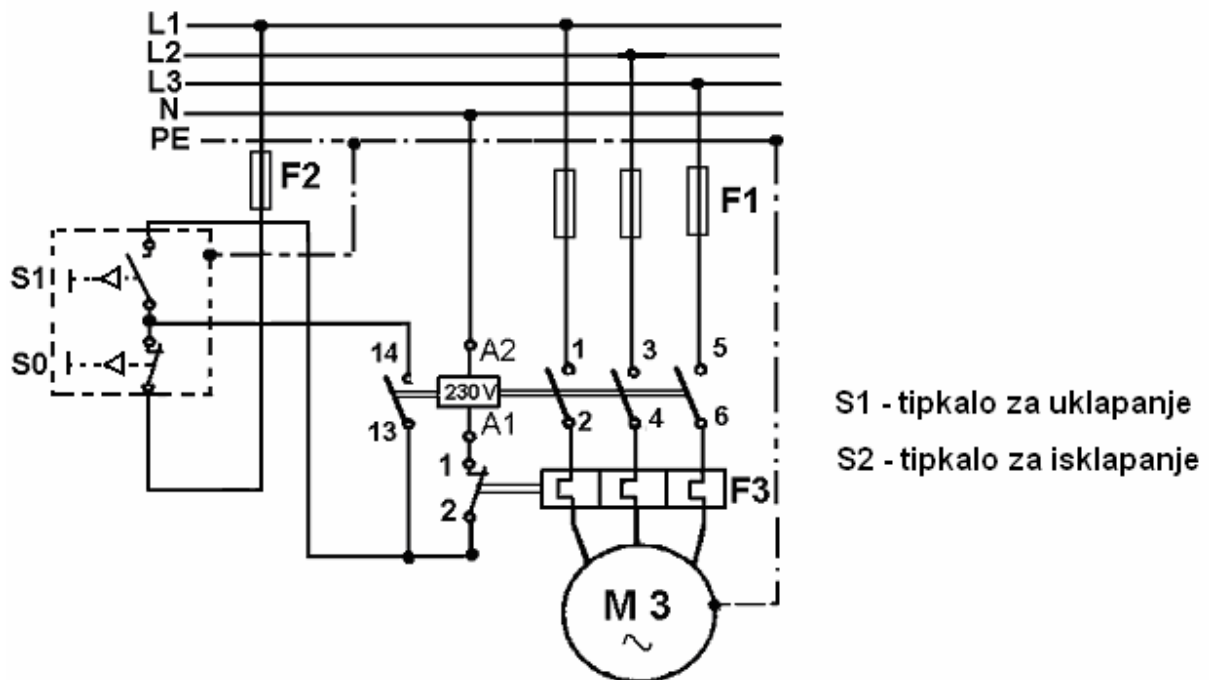 L1
L2
L3
N
PE
F2
F1
S1
S0
14
13
A2
230 V
A1
1
2
1
3
5
2
4
6
F3
M 3
~
S1 - tipkalo za uklapanje
S2 - tipkalo za isklapanje